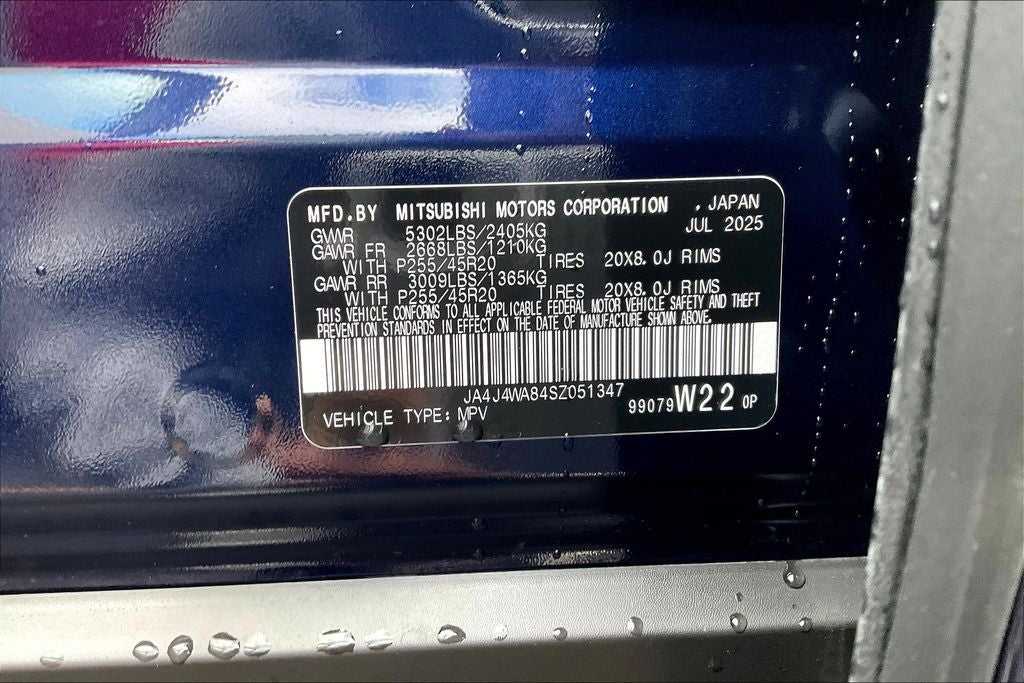 MFD.BY MITSUBISHI MOTORS CORPORATION , JAPAN
JUL 2025
GVWR 5302LBS/2405KG
GAWR FR 2668LBS/1210KG
WITH P255/45R20 TIRES 20X8.0J RIMS
GAWR RR 3009LBS/1365KG
WITH P255/45R20 TIRES 20X8.0J RIMS
THIS VEHICLE CONFORMS TO ALL APPLICABLE FEDERAL MOTOR VEHICLE SAFETY AND THEFT
PREVENTION STANDARDS IN EFFECT ON THE DATE OF MANUFACTURE SHOWN ABOVE.
JA4J4WA84SZ051347
VEHICLE TYPE: MPV 99079W22 0P